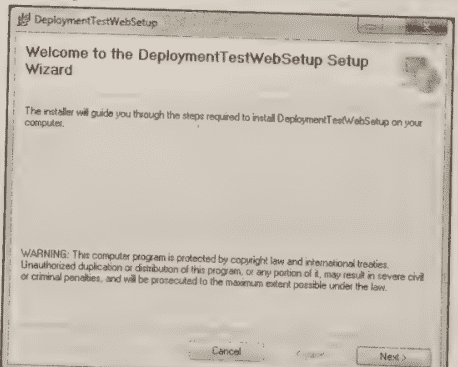 DeploymentTestWebSetup
Welcome to the DeploymentTestWebSetup Setup
Wizard
The installer will guide you through the steps required to install DeploymentTestWebSetup on your
computer.
WARNING: This computer program is protected by copyright law and international treaties.
Unauthorized duplication or distribution of this program, or any portion of it, may result in severe civil
or criminal penalties, and will be prosecuted to the maximum extent possible under the law.
Cancel
Next >